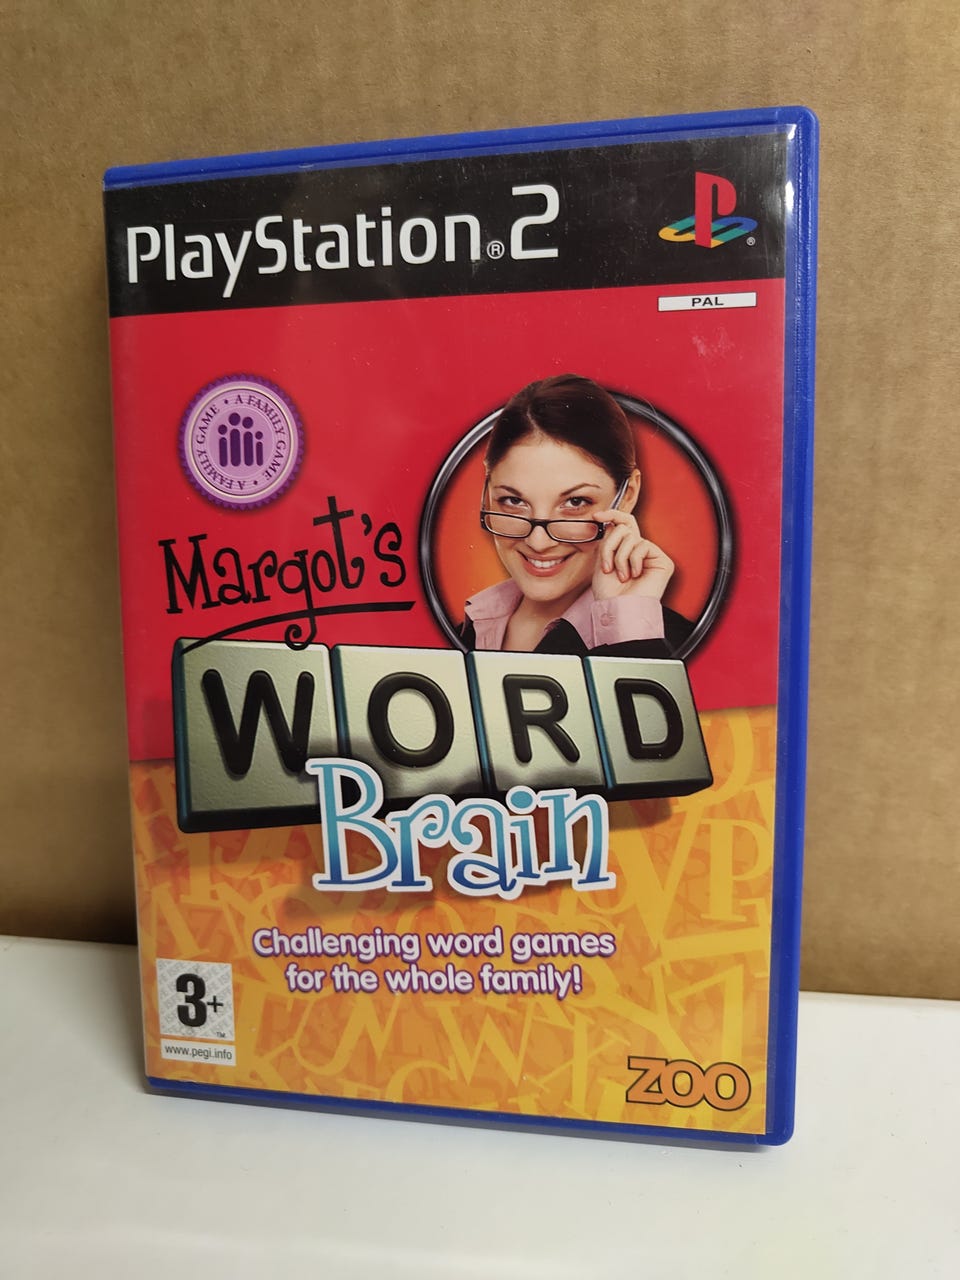 PlayStation®2
®
PAL
A FAMILY GAME • A FAMILY GAME •
Margot's
WORD
Brain
Challenging word games
for the whole family!
3+
™
www.pegi.info
ZOO